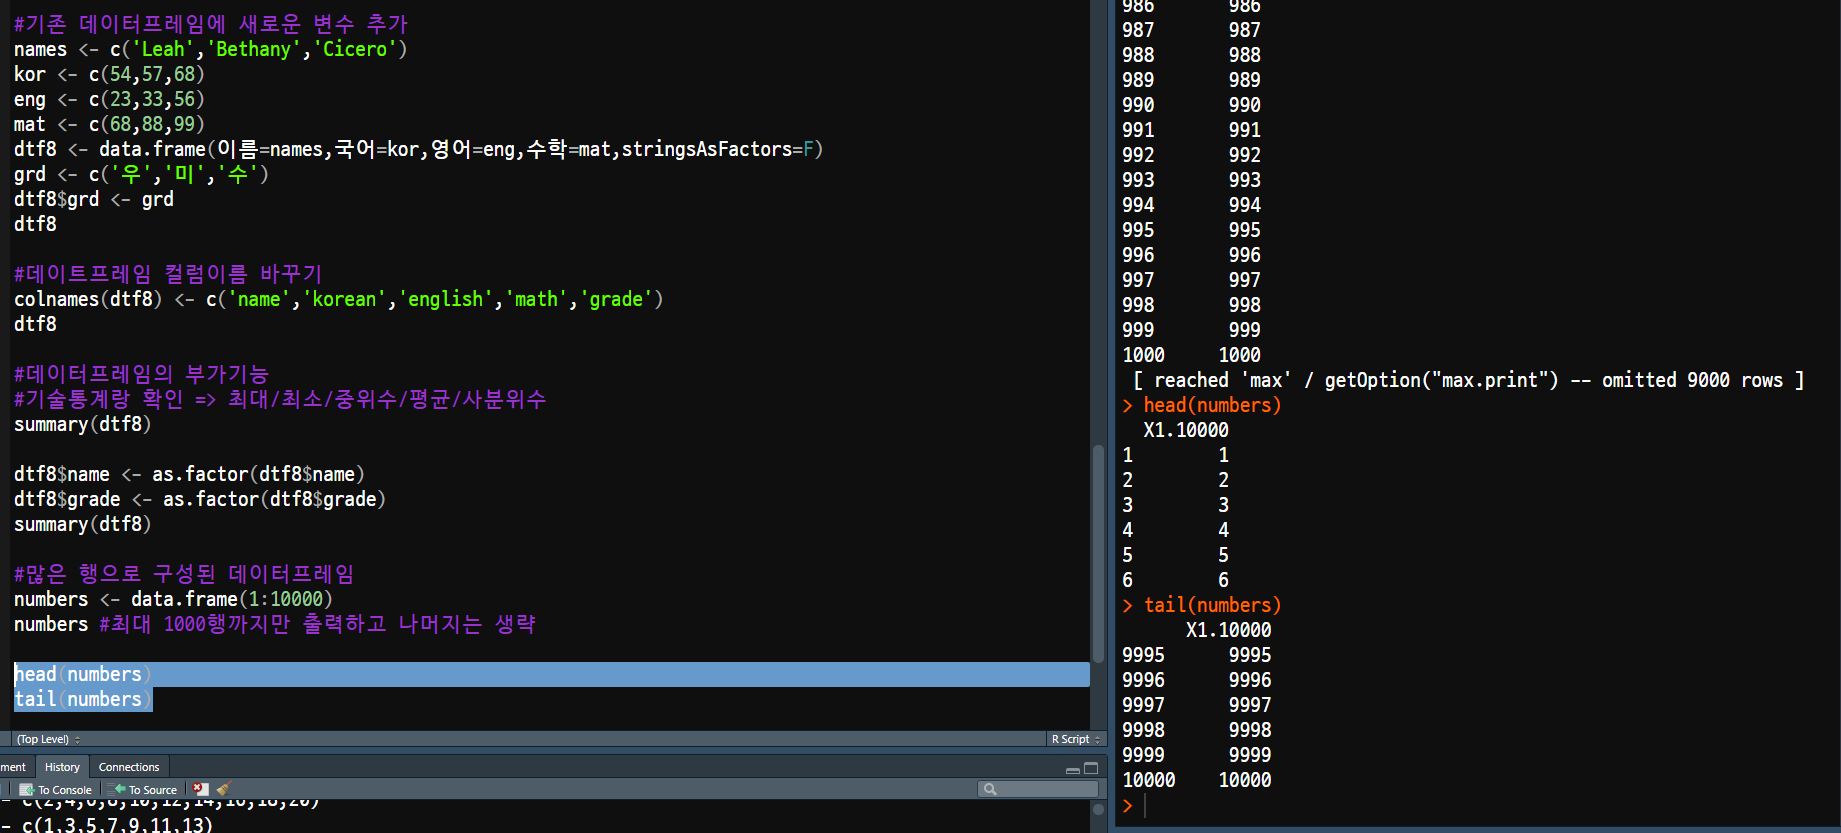 #기존 데이터프레임에 새로운 변수 추가
names <- c('Leah','Bethany','Cicero')
kor <- c(54,57,68)
eng <- c(23,33,56)
mat <- c(68,88,99)
dtf8 <- data.frame(이름=names,국어=kor,영어=eng,수학=mat,stringsAsFactors=F)
grd <- c('우','미','수')
dtf8$grd <- grd
dtf8
#데이트프레임 컬럼이름 바꾸기
colnames(dtf8) <- c('name','korean','english','math','grade')
dtf8
#데이터프레임의 부가기능
#기술통계량 확인 => 최대/최소/중위수/평균/사분위수
summary(dtf8)
dtf8$name <- as.factor(dtf8$name)
dtf8$grade <- as.factor(dtf8$grade)
summary(dtf8)
#많은 행으로 구성된 데이터프레임
numbers <- data.frame(1:10000)
numbers #최대 1000행까지만 출력하고 나머지는 생략
head(numbers)
tail(numbers)
(Top Level)
R Script
ment History Connections
To Console To Source
- c(2,4,6,8,10,12,14,16,18,20)
- c(1,3,5,7,9,11,13)
986 986
987 987
988 988
989 989
990 990
991 991
992 992
993 993
994 994
995 995
996 996
997 997
998 998
999 999
1000 1000
[ reached 'max' / getOption("max.print") -- omitted 9000 rows ]
> head(numbers)
X1.10000
1 1
2 2
3 3
4 4
5 5
6 6
> tail(numbers)
X1.10000
9995 9995
9996 9996
9997 9997
9998 9998
9999 9999
10000 10000
>